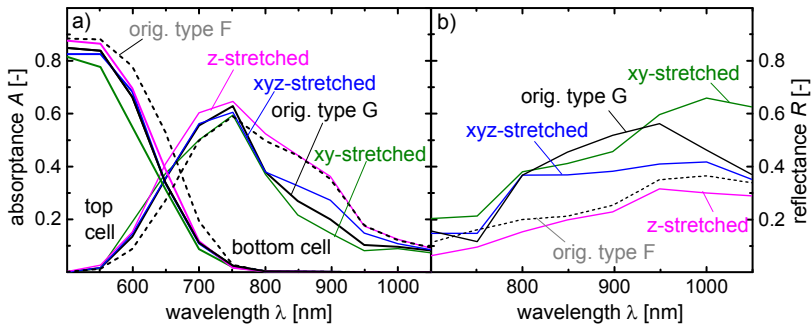 a)
orig. type F
z-stretched
xyz-stretched
orig. type G
xy-stretched
top
cell
bottom cell
0.8
0.6
0.4
0.2
absorptance A [-]
600 700 800 900 1000
wavelength λ [nm]
b)
xy-stretched
orig. type G
xyz-stretched
z-stretched
orig. type F
0.8
0.6
0.4
0.2
reflectance R [-]
800 900 1000
wavelength λ [nm]